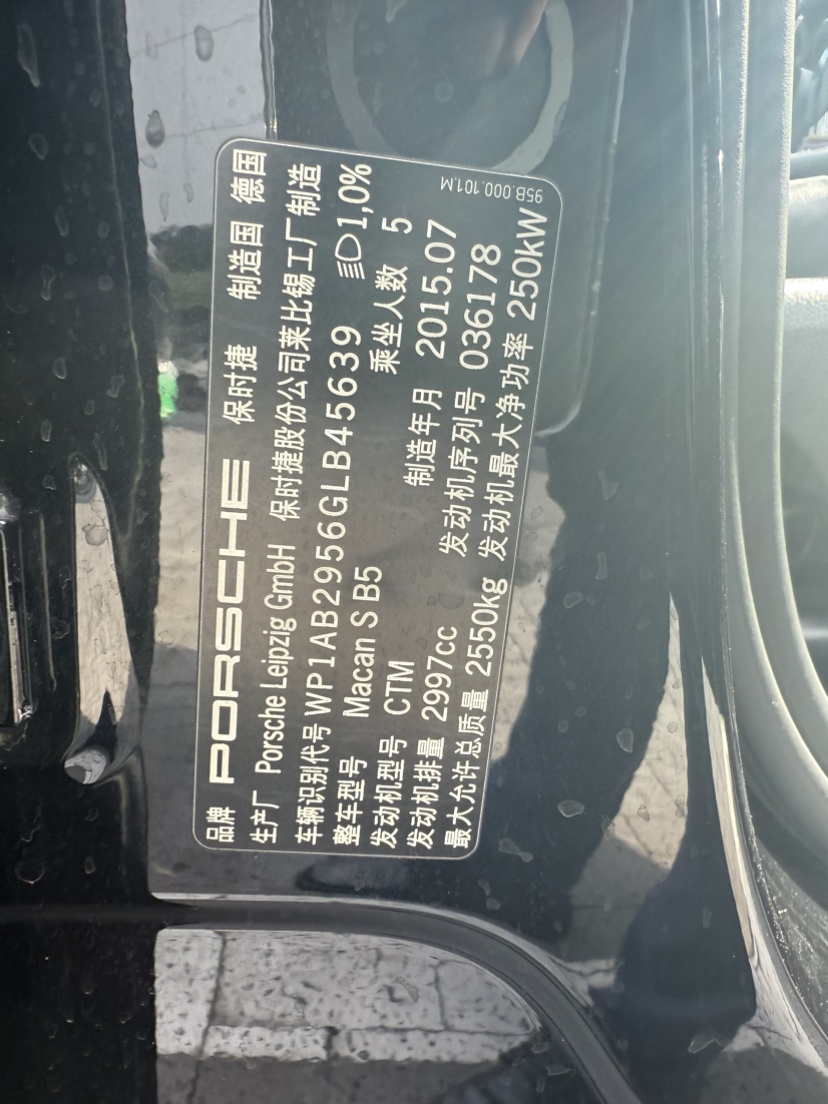 品牌 PORSCHE 保时捷 制造国 德国
生产厂 Porsche Leipzig GmbH 保时捷股份公司莱比锡工厂制造
车辆识别代号 WP1AB2956GLB45639 1,0%
整车型号 Macan S B5 乘坐人数 5
发动机型号 CTM 制造年月 2015.07
发动机排量 2997cc 发动机序列号 036178
最大允许总质量 2550kg 发动机最大净功率 250kW
95B.000.101.M